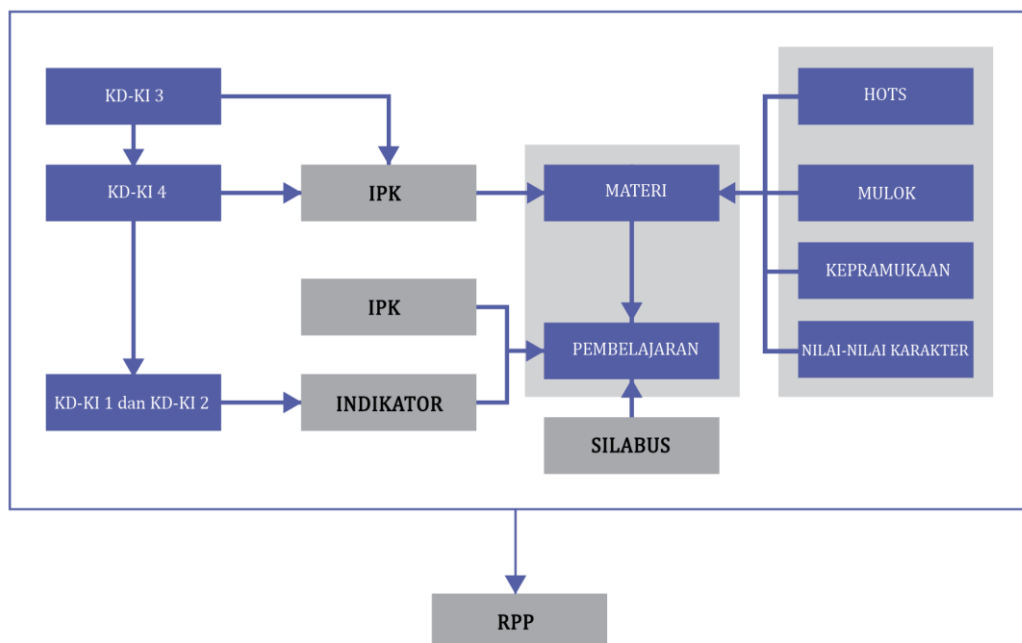 KD-KI 3
HOTS
KD-KI 4
IPK
MATERI
MULOK
KEPRAMUKAAN
IPK
PEMBELAJARAN
NILAI-NILAI KARAKTER
KD-KI 1 dan KD-KI 2
INDIKATOR
SILABUS
RPP